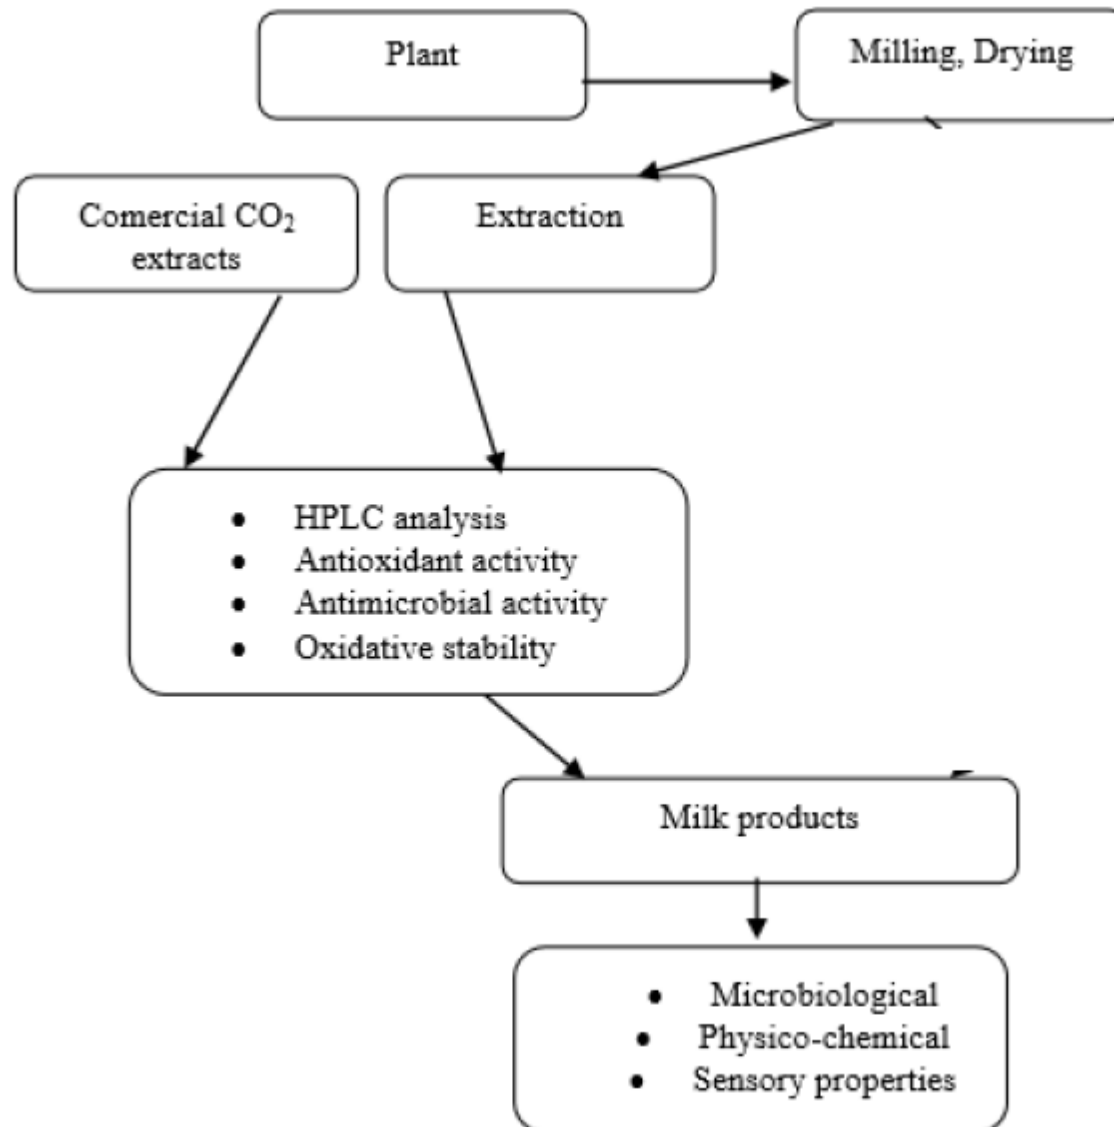 Plant
Milling, Drying
Comercial CO₂
extracts
Extraction
• HPLC analysis
• Antioxidant activity
• Antimicrobial activity
• Oxidative stability
Milk products
• Microbiological
• Physico-chemical
• Sensory properties